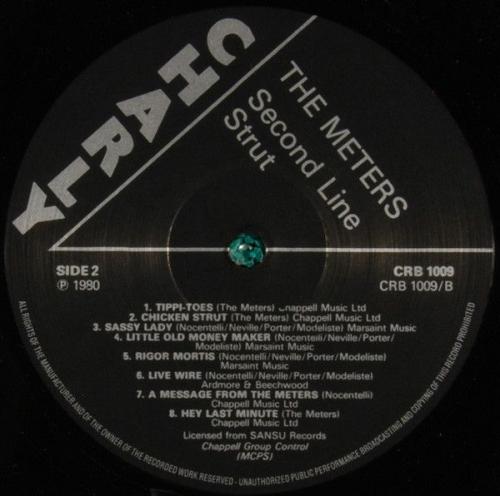 CHARLY
THE METERS
Second Line
Strut
SIDE 2
℗ 1980
CRB 1009
CRB 1009/B
1. TIPPI-TOES (The Meters) Chappell Music Ltd
2. CHICKEN STRUT (The Meters) Chappell Music Ltd
3. SASSY LADY (Nocentelli/Neville/Porter/Modeliste) Marsaint Music
4. LITTLE OLD MONEY MAKER (Nocentelli/Neville/Porter/
Modeliste) Marsaint Music
5. RIGOR MORTIS (Nocentelli/Neville/Porter/Modeliste)
Marsaint Music
6. LIVE WIRE (Nocentelli/Neville/Porter/Modeliste)
Ardmore & Beechwood
7. A MESSAGE FROM THE METERS (Nocentelli)
Chappell Music Ltd
8. HEY LAST MINUTE (The Meters)
Chappell Music Ltd
Licensed from SANSU Records
Chappell Group Control
(MCPS)
ALL RIGHTS OF THE MANUFACTURER AND OF THE OWNER OF THE RECORDED WORK RESERVED - UNAUTHORIZED PUBLIC PERFORMANCE BROADCASTING AND COPYING OF THIS RECORD PROHIBITED